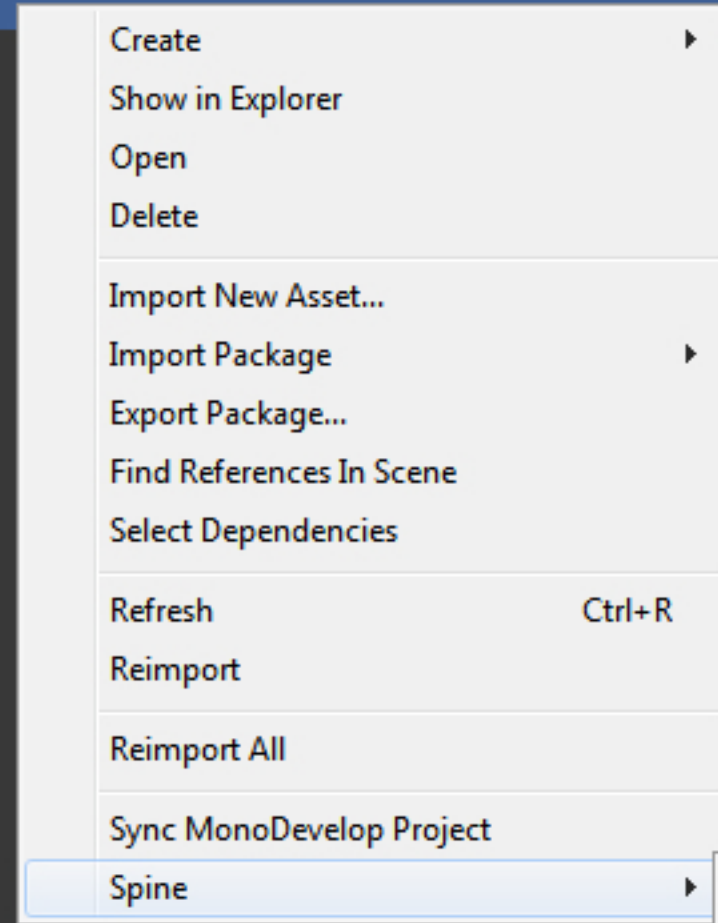 Create
Show in Explorer
Open
Delete
Import New Asset...
Import Package
Export Package...
Find References In Scene
Select Dependencies
Refresh Ctrl+R
Reimport
Reimport All
Sync MonoDevelop Project
Spine